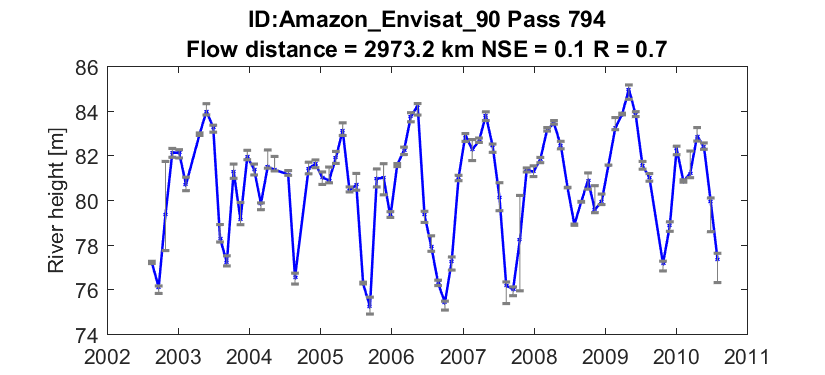 ID:Amazon_Envisat_90 Pass 794
Flow distance = 2973.2 km NSE = 0.1 R = 0.7
River height [m]
86
84
82
80
78
76
74
2002 2003 2004 2005 2006 2007 2008 2009 2010 2011